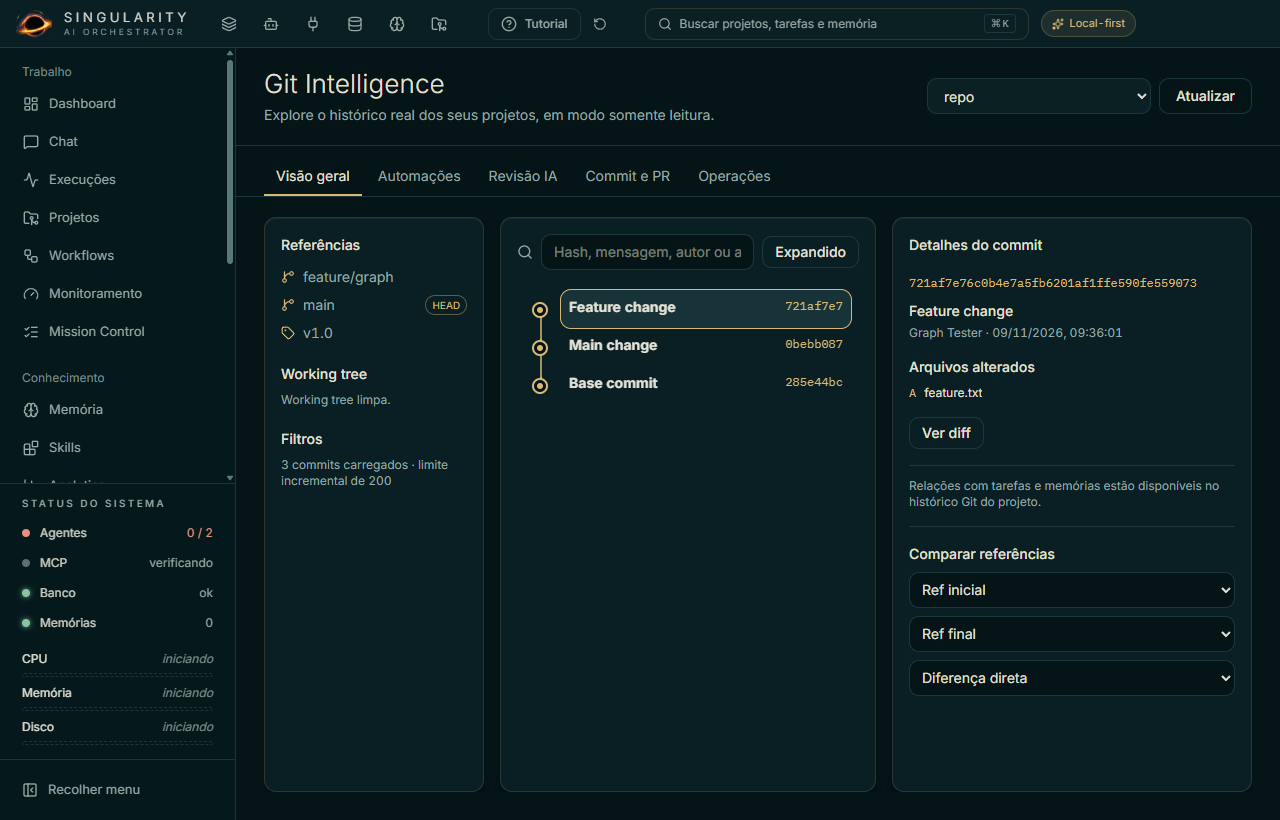 SINGULARITY
AI ORCHESTRATOR
Tutorial
Buscar projetos, tarefas e memória
⌘K
Local-first
Trabalho
Dashboard
Chat
Execuções
Projetos
Workflows
Monitoramento
Mission Control
Conhecimento
Memória
Skills
STATUS DO SISTEMA
Agentes 0 / 2
MCP verificando
Banco ok
Memórias 0
CPU iniciando
Memória iniciando
Disco iniciando
Recolher menu
Git Intelligence
Explore o histórico real dos seus projetos, em modo somente leitura.
repo
Atualizar
Visão geral
Automações
Revisão IA
Commit e PR
Operações
Referências
feature/graph
main HEAD
v1.0
Working tree
Working tree limpa.
Filtros
3 commits carregados · limite
incremental de 200
Hash, mensagem, autor ou a
Expandido
Feature change 721af7e7
Main change 0bebb087
Base commit 285e44bc
Detalhes do commit
721af7e76c0b4e7a5fb6201af1ffe590fe559073
Feature change
Graph Tester · 09/11/2026, 09:36:01
Arquivos alterados
A feature.txt
Ver diff
Relações com tarefas e memórias estão disponíveis no
histórico Git do projeto.
Comparar referências
Ref inicial
Ref final
Diferença direta